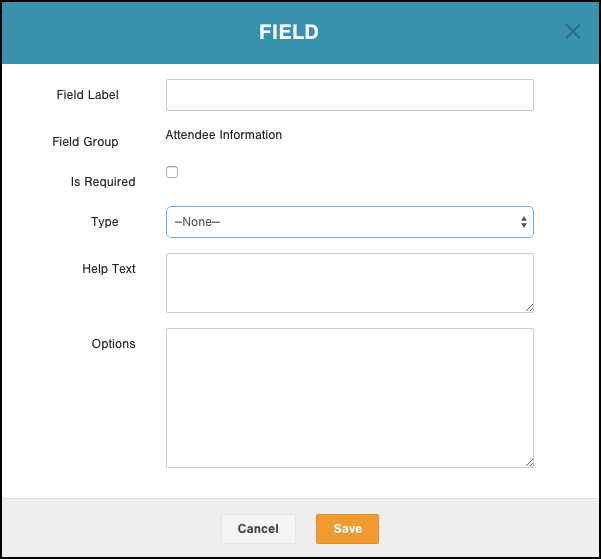 FIELD
Field Label
Field Group Attendee Information
Is Required
Type --None--
Help Text
Options
Cancel Save